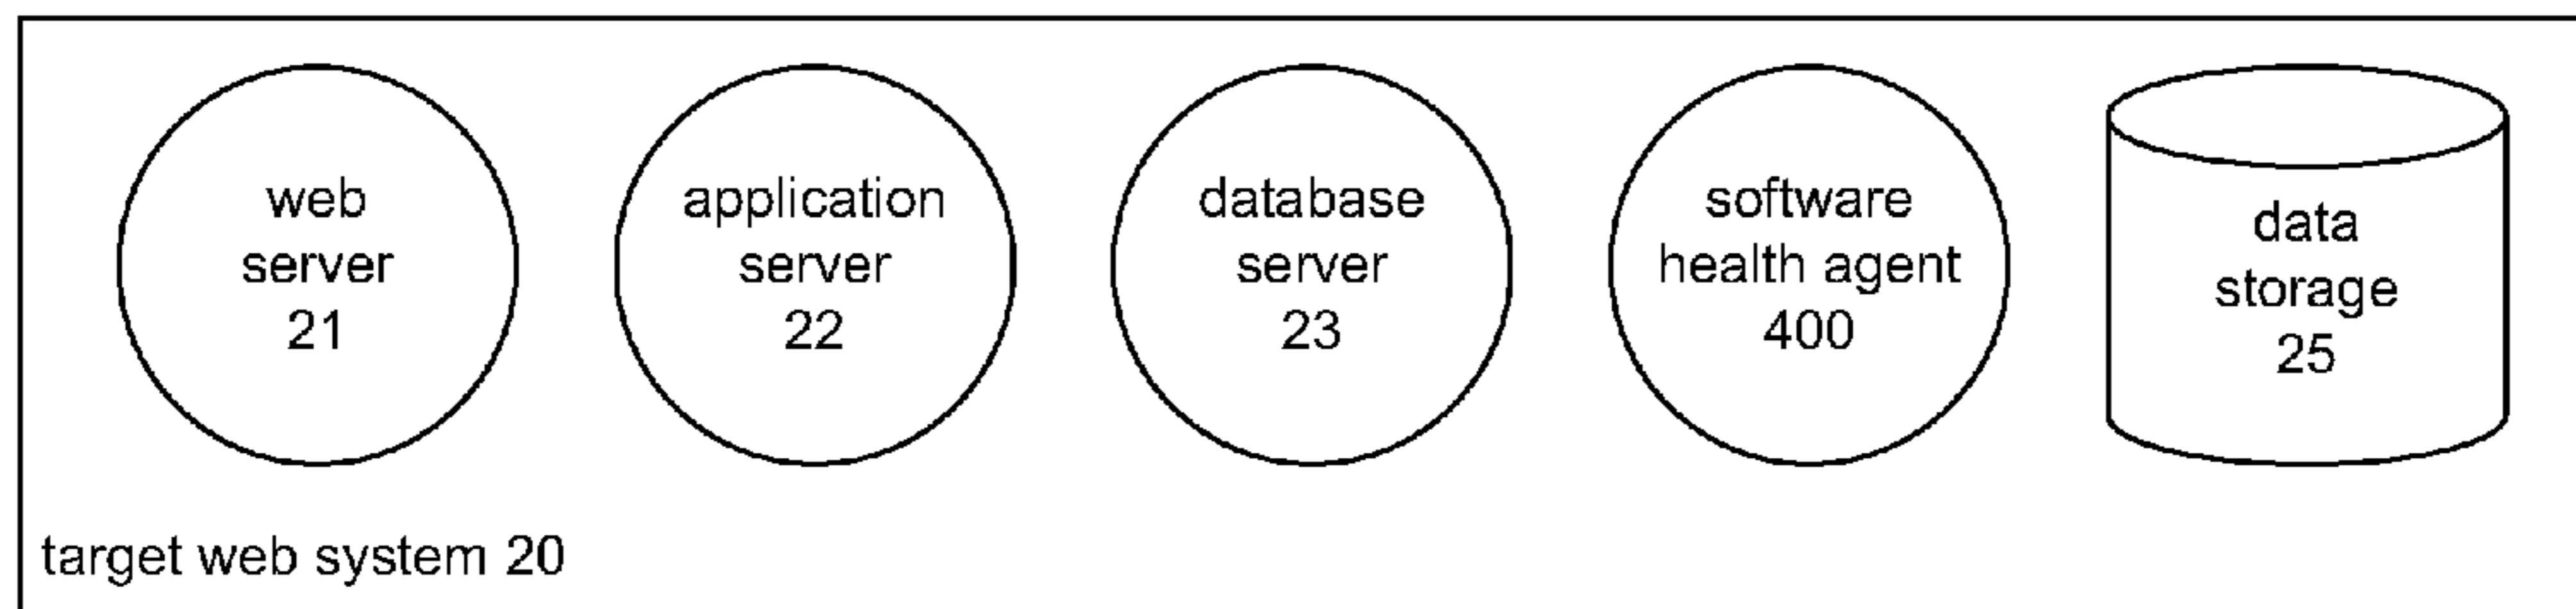 web
server
21
application
server
22
database
server
23
software
health agent
400
data
storage
25
target web system 20